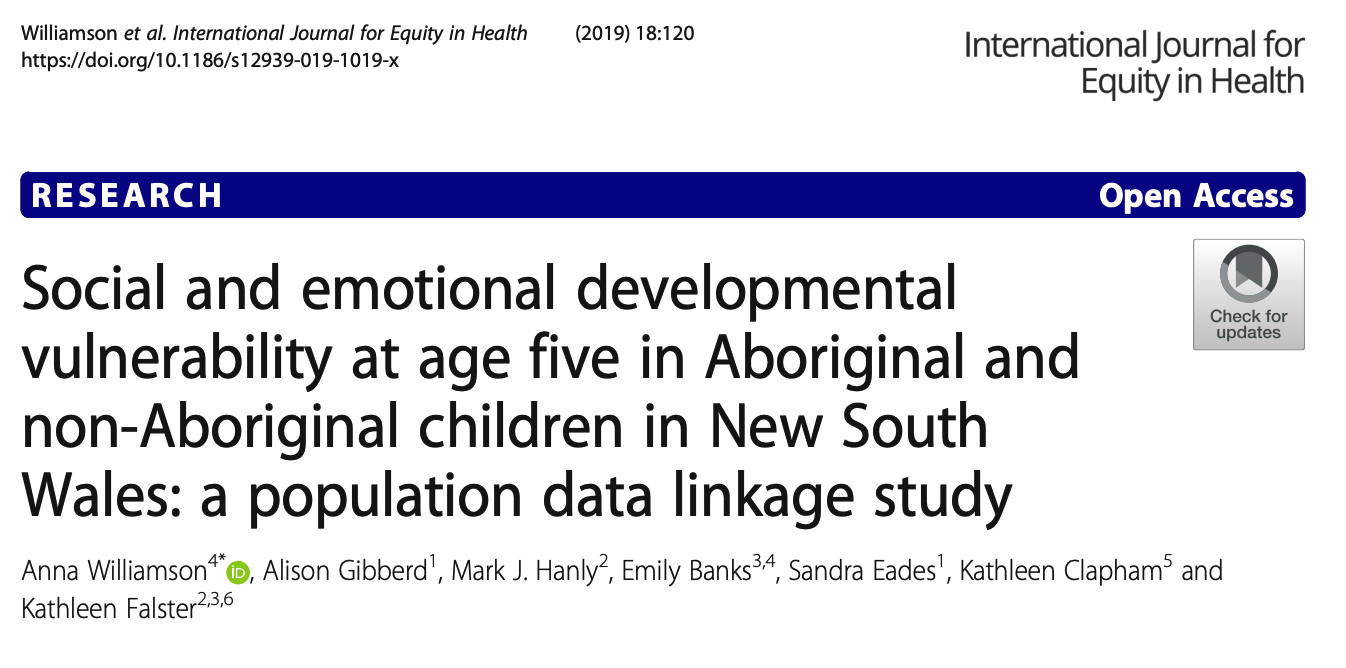 Williamson et al. International Journal for Equity in Health (2019) 18:120
https://doi.org/10.1186/s12939-019-1019-x
International Journal for
Equity in Health
RESEARCH Open Access
Social and emotional developmental
vulnerability at age five in Aboriginal and
non-Aboriginal children in New South
Wales: a population data linkage study
Check for
updates
Anna Williamson4* iD, Alison Gibberd1, Mark J. Hanly2, Emily Banks3,4, Sandra Eades1, Kathleen Clapham5 and
Kathleen Falster2,3,6